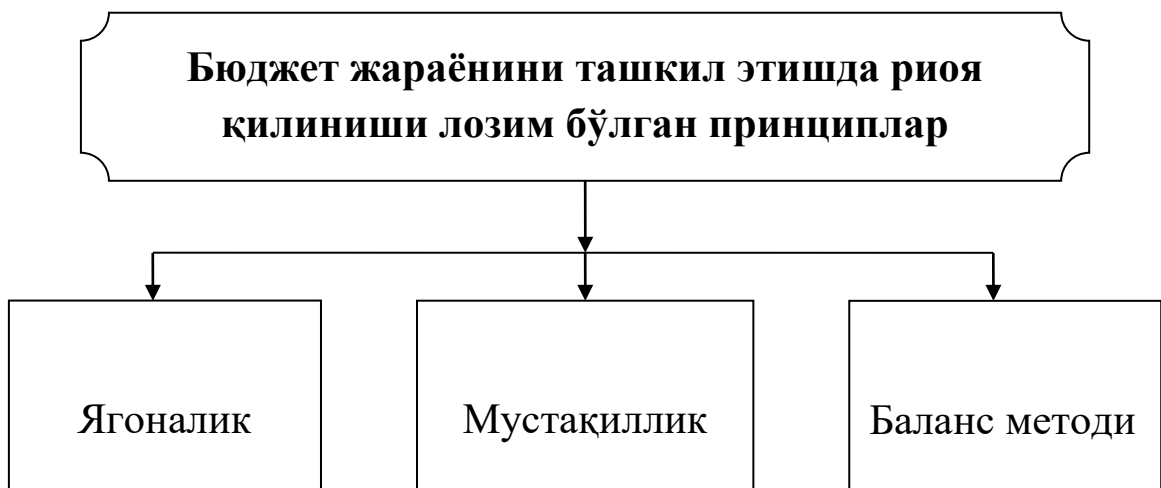 Бюджет жараёнини ташкил этишда риоя
қилиниши лозим бўлган принциплар
Ягоналик
Мустақиллик
Баланс методи